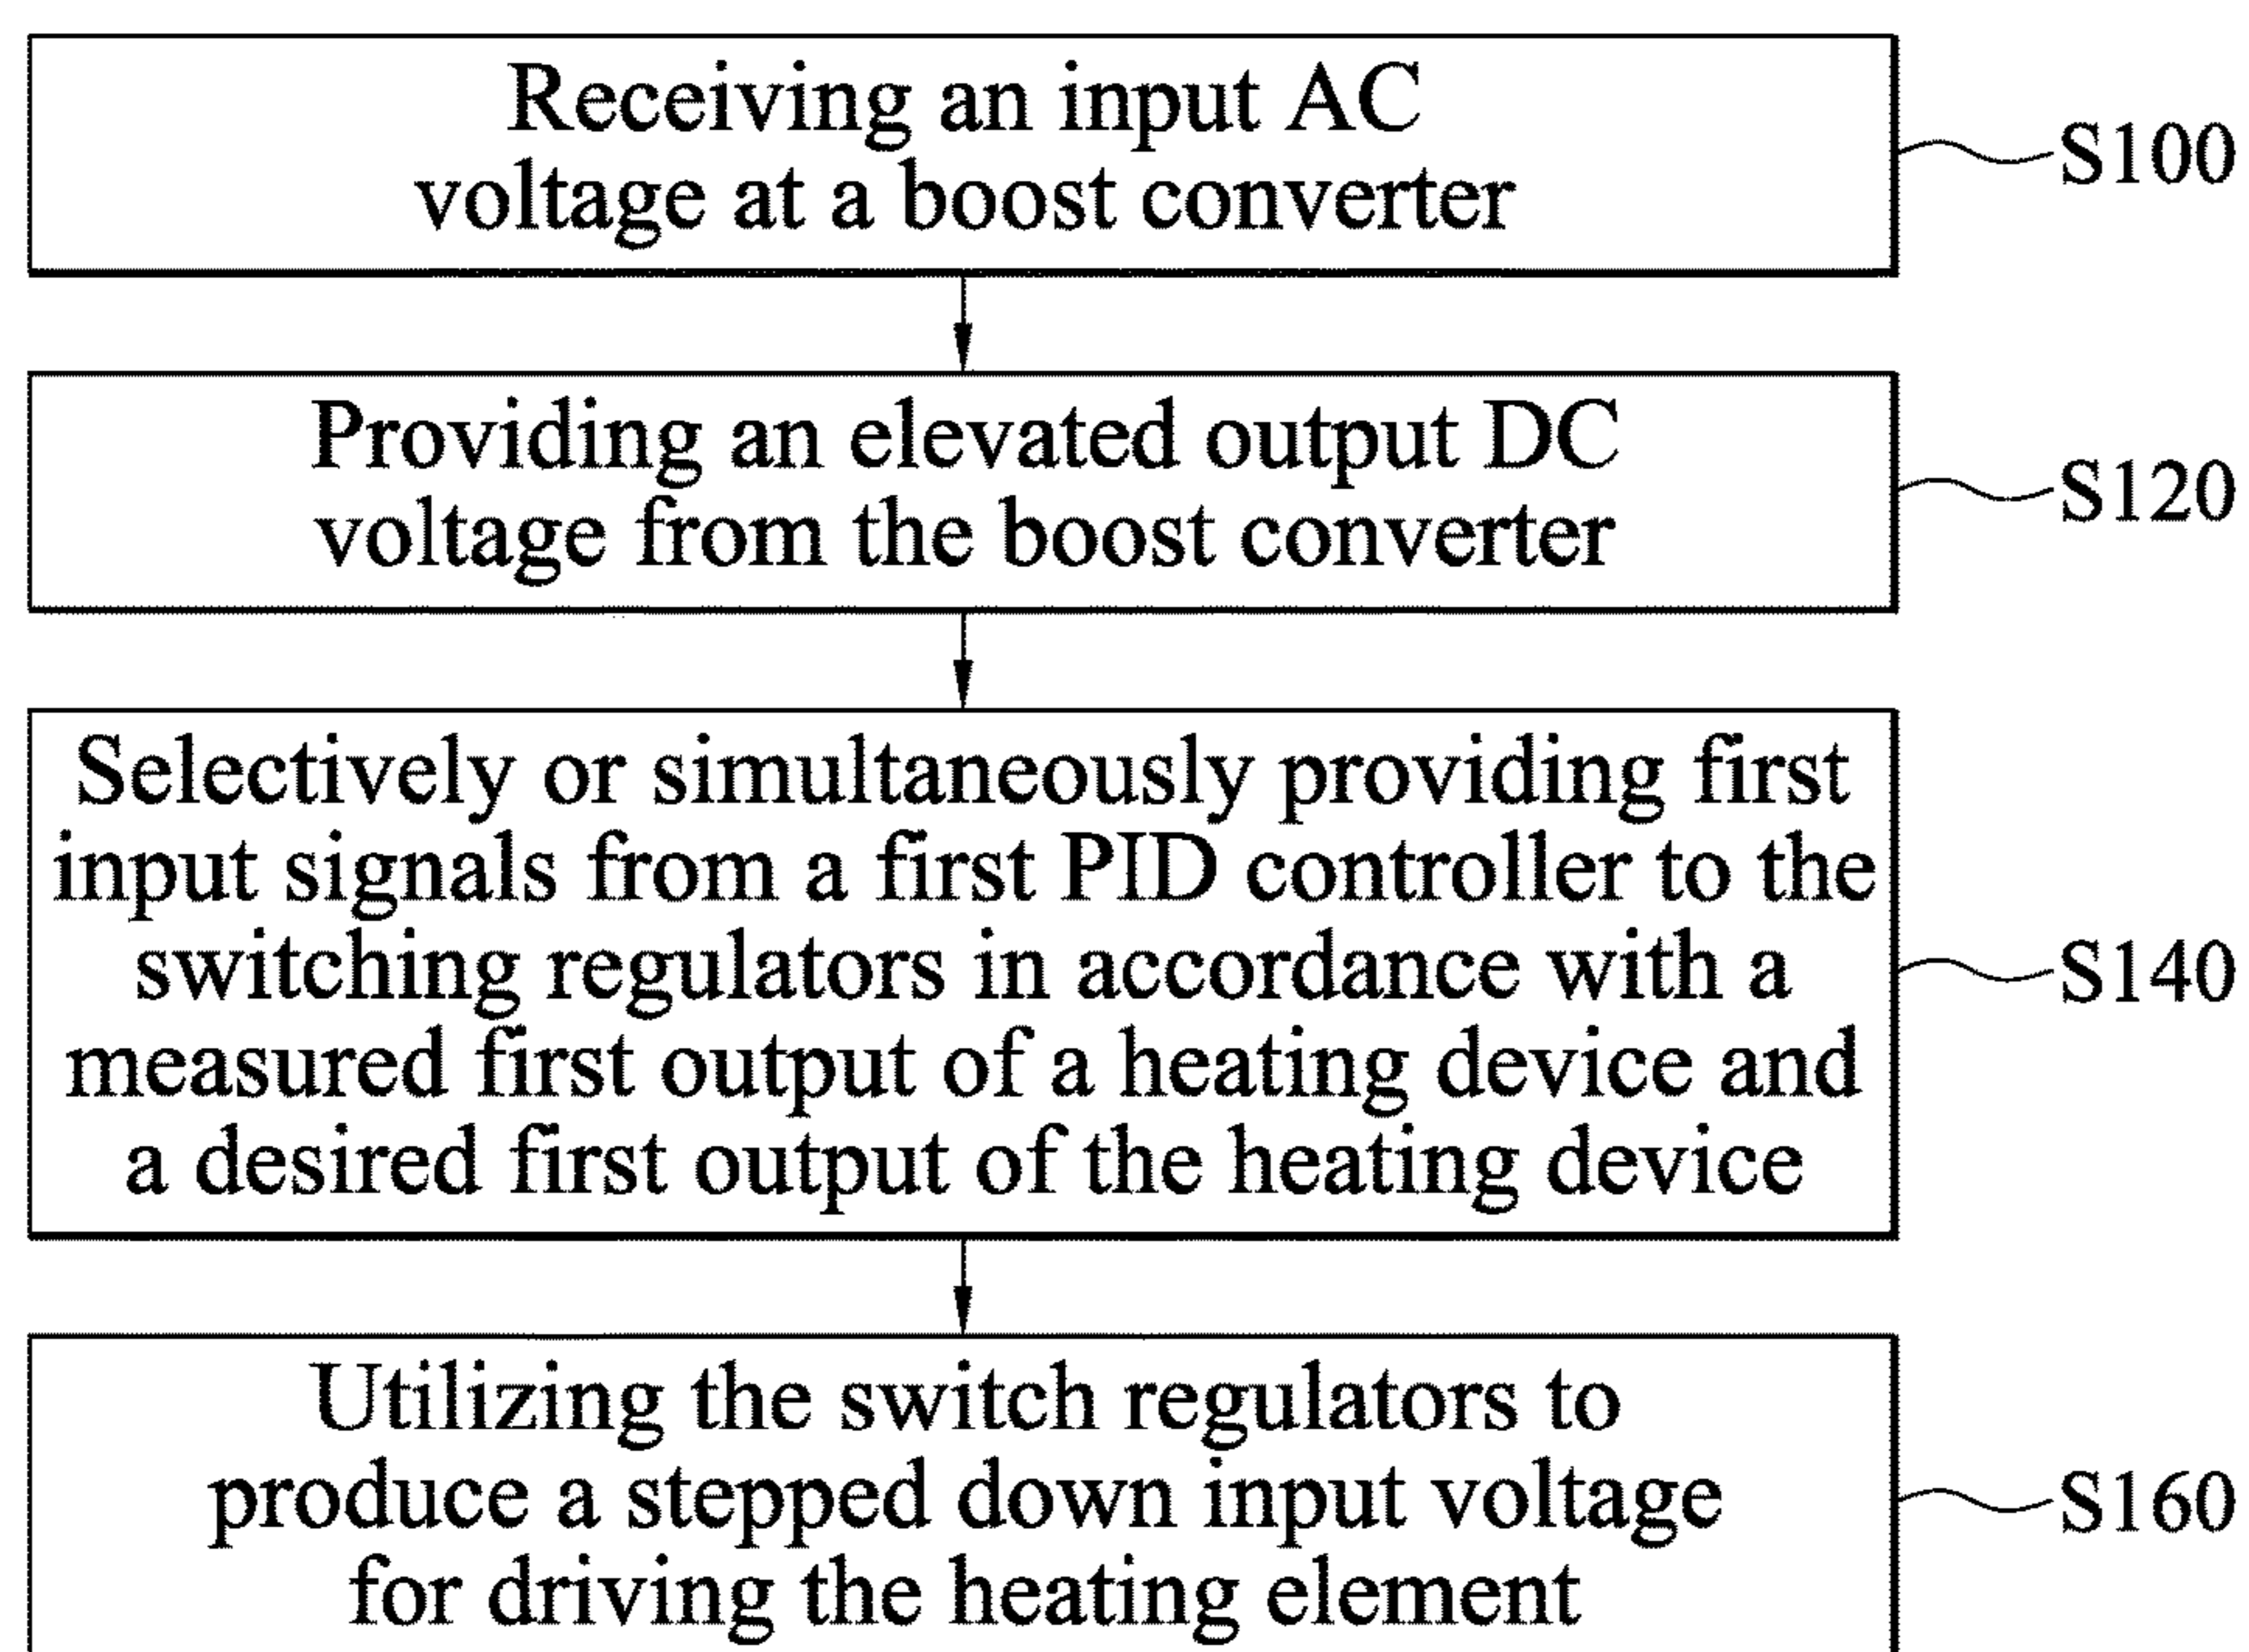 Receiving an input AC
voltage at a boost converter
S100
Providing an elevated output DC
voltage from the boost converter
S120
Selectively or simultaneously providing first
input signals from a first PID controller to the
switching regulators in accordance with a
measured first output of a heating device and
a desired first output of the heating device
S140
Utilizing the switch regulators to
produce a stepped down input voltage
for driving the heating element
S160